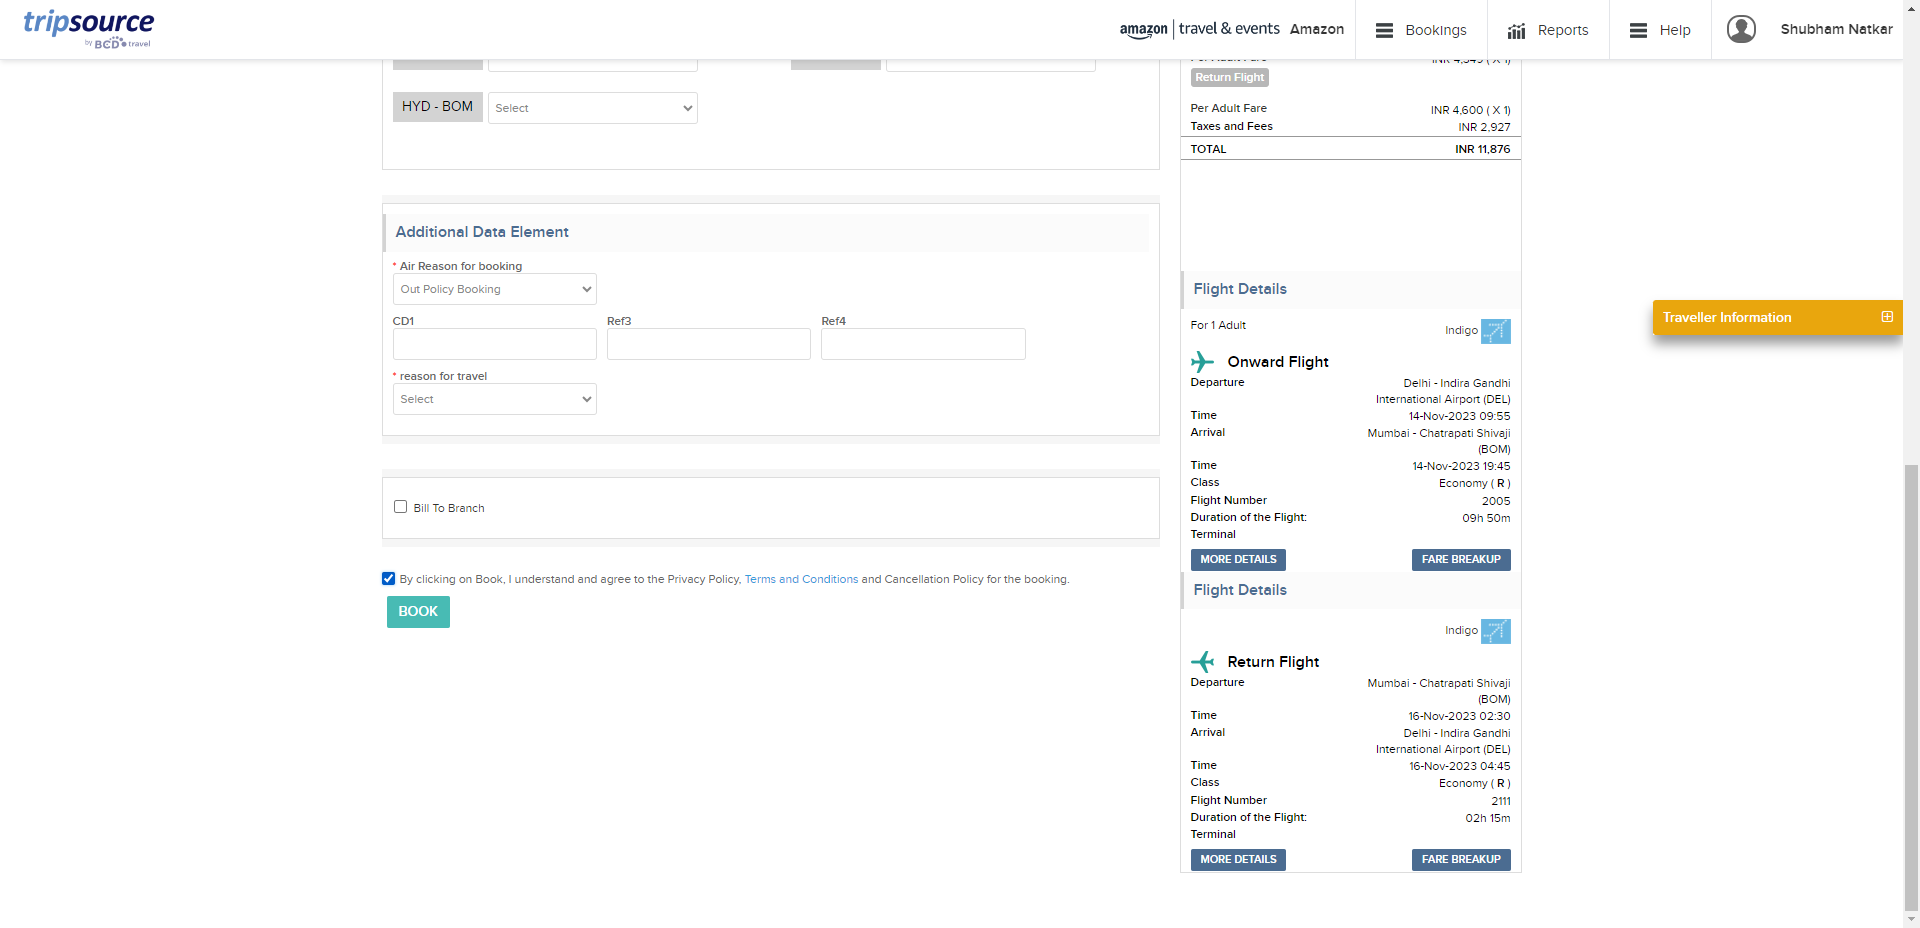 tripsource
by BCD travel
amazon | travel & events Amazon
Bookings
Reports
Help
Shubham Natkar
HYD - BOM
Select
Additional Data Element
* Air Reason for booking
Out Policy Booking
CD1
Ref3
Ref4
* reason for travel
Select
Bill To Branch
By clicking on Book, I understand and agree to the Privacy Policy, Terms and Conditions and Cancellation Policy for the booking.
BOOK
Return Flight
Per Adult Fare INR 4,600 ( X 1)
Taxes and Fees INR 2,927
TOTAL INR 11,876
Flight Details
For 1 Adult Indigo
Onward Flight
Departure Delhi - Indira Gandhi
International Airport (DEL)
Time 14-Nov-2023 09:55
Arrival Mumbai - Chatrapati Shivaji
(BOM)
Time 14-Nov-2023 19:45
Class Economy ( R )
Flight Number 2005
Duration of the Flight: 09h 50m
Terminal
MORE DETAILS FARE BREAKUP
Flight Details
Indigo
Return Flight
Departure Mumbai - Chatrapati Shivaji
(BOM)
Time 16-Nov-2023 02:30
Arrival Delhi - Indira Gandhi
International Airport (DEL)
Time 16-Nov-2023 04:45
Class Economy ( R )
Flight Number 2111
Duration of the Flight: 02h 15m
Terminal
MORE DETAILS FARE BREAKUP
Traveller Information